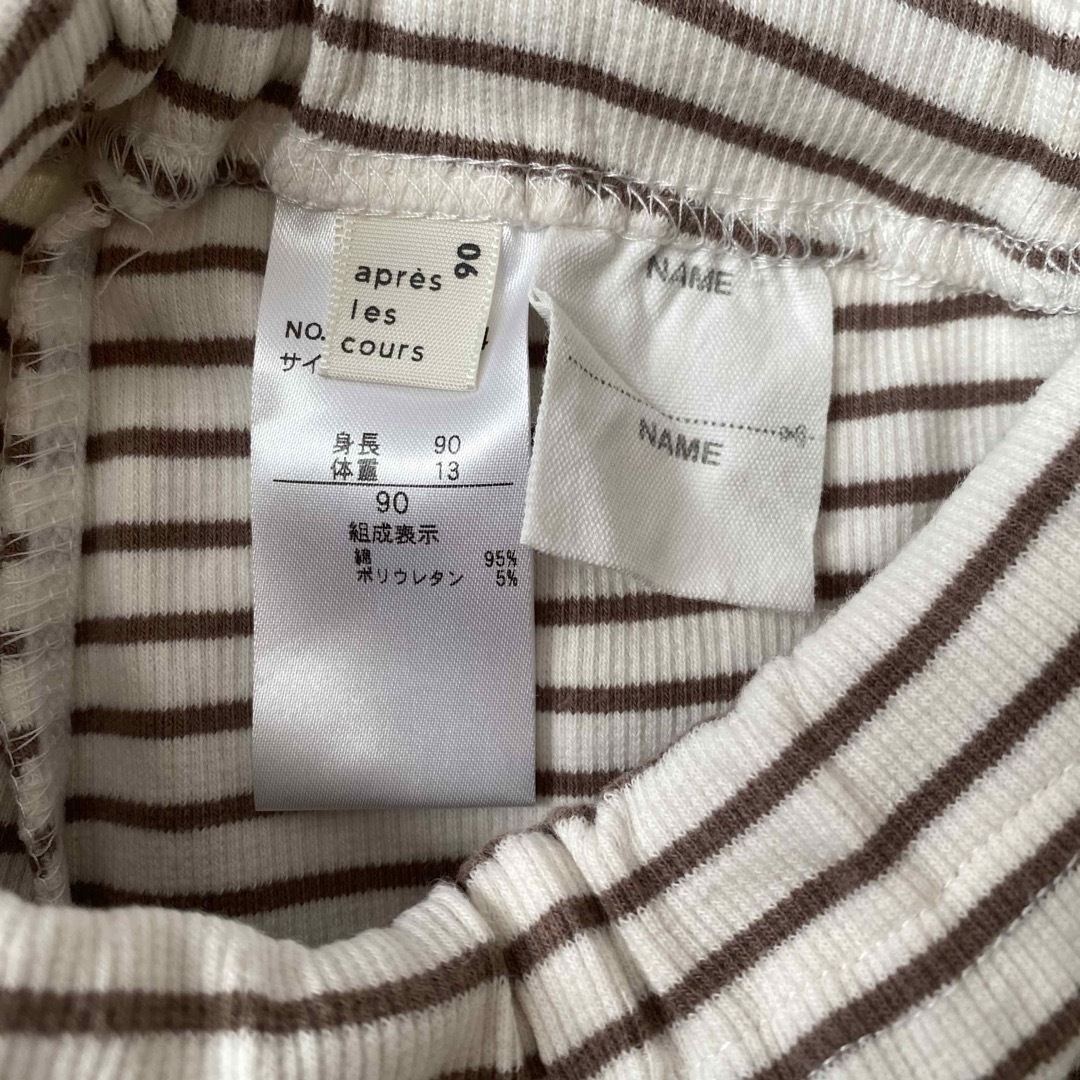 90
après
les
cours
NO.
サイ
身長 90
体重 13
90
組成表示
綿 95%
ポリウレタン 5%
NAME
NAME